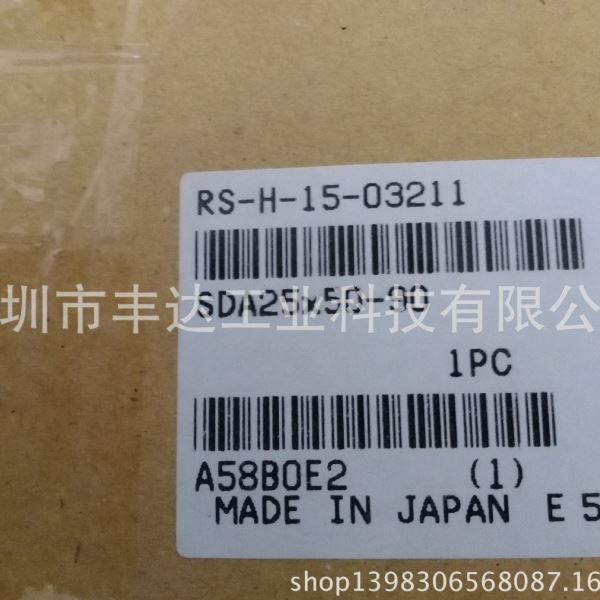 RS-H-15-03211
圳市丰达工业科技有限
1PC
A58B0E2 (1)
MADE IN JAPAN E 5
shop1398306568087.16